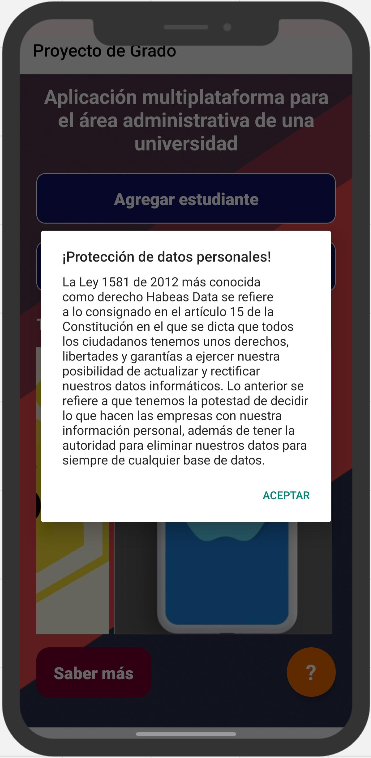 Proyecto de Grado
Aplicación multiplataforma para
el área administrativa de una
universidad
Agregar estudiante
¡Protección de datos personales!
La Ley 1581 de 2012 más conocida
como derecho Habeas Data se refiere
a lo consignado en el artículo 15 de la
Constitución en el que se dicta que todos
los ciudadanos tenemos unos derechos,
libertades y garantías a ejercer nuestra
posibilidad de actualizar y rectificar
nuestros datos informáticos. Lo anterior se
refiere a que tenemos la potestad de decidir
lo que hacen las empresas con nuestra
información personal, además de tener la
autoridad para eliminar nuestros datos para
siempre de cualquier base de datos.
ACEPTAR
Saber más
?